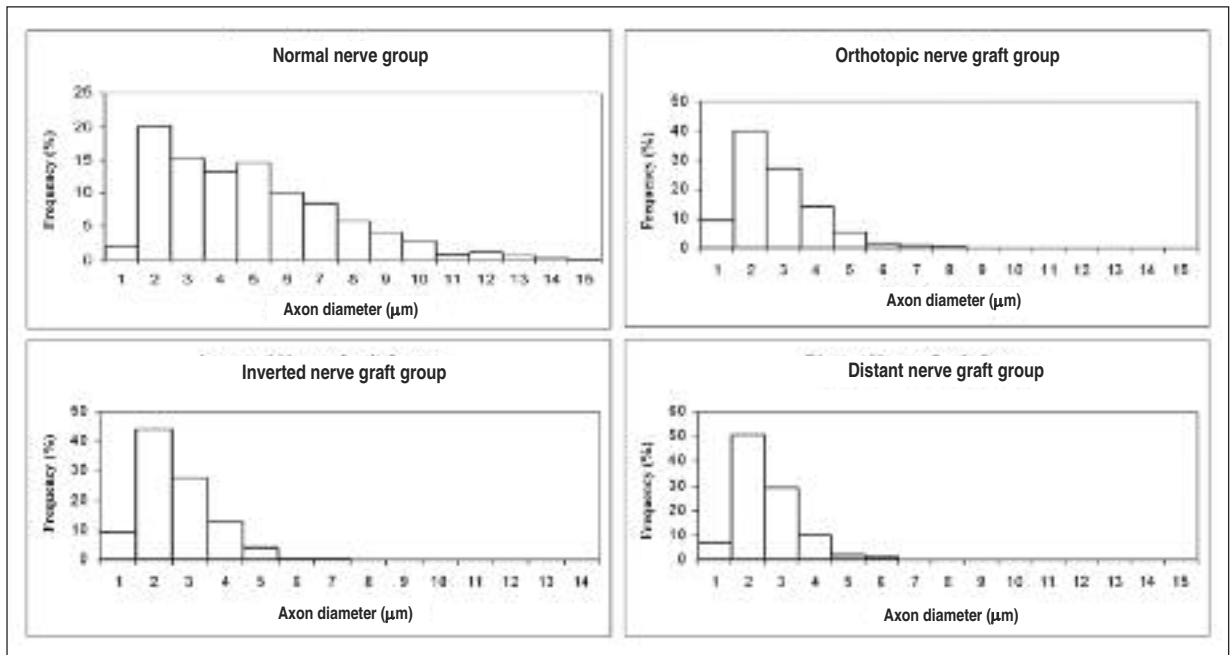 Normal nerve group
Frequency (%)
25
20
15
10
5
0
1 2 3 4 5 6 7 8 9 10 11 12 13 14 15
Axon diameter (μm)
Orthotopic nerve graft group
Frequency (%)
50
40
30
20
10
0
1 2 3 4 5 6 7 8 9 10 11 12 13 14 15
Axon diameter (μm)
Inverted nerve graft group
Frequency (%)
50
40
30
20
10
0
1 2 3 4 5 6 7 8 9 10 11 12 13 14
Axon diameter (μm)
Distant nerve graft group
Frequency (%)
60
50
40
30
20
10
0
1 2 3 4 5 6 7 8 9 10 11 12 13 14 15
Axon diameter (μm)